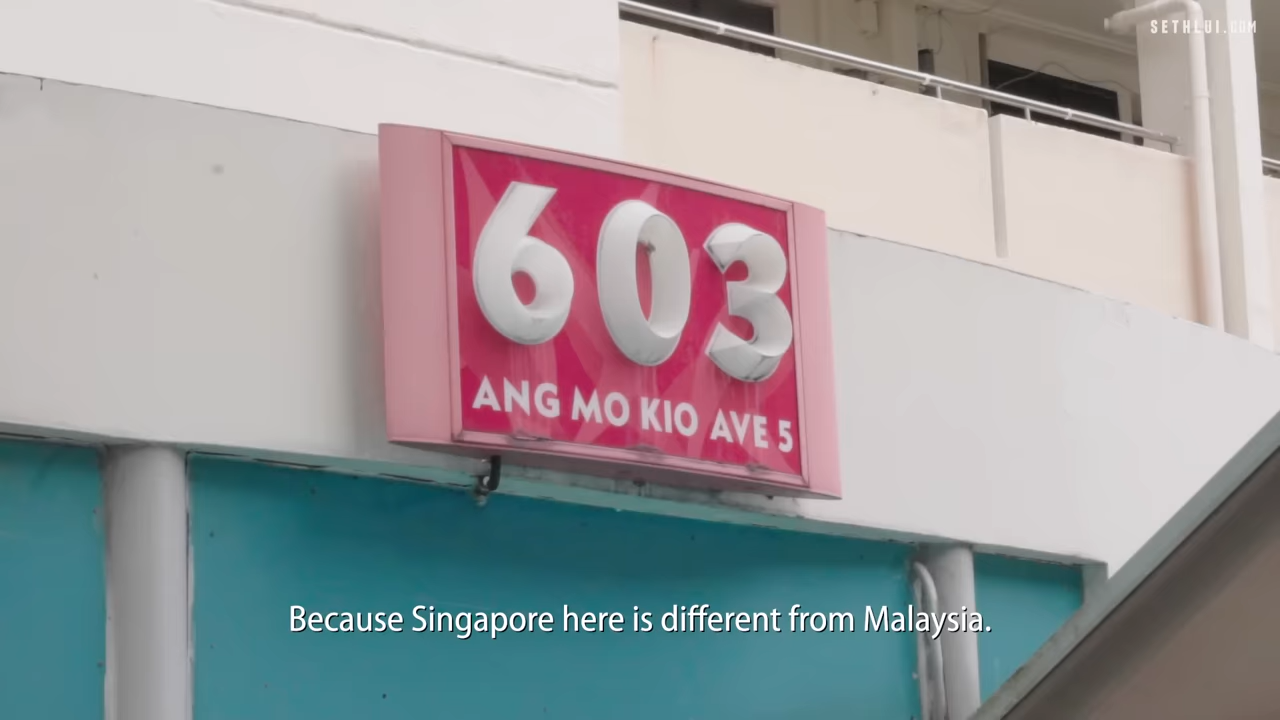 SETHLUI.COM
603
ANG MO KIO AVE 5
Because Singapore here is different from Malaysia.